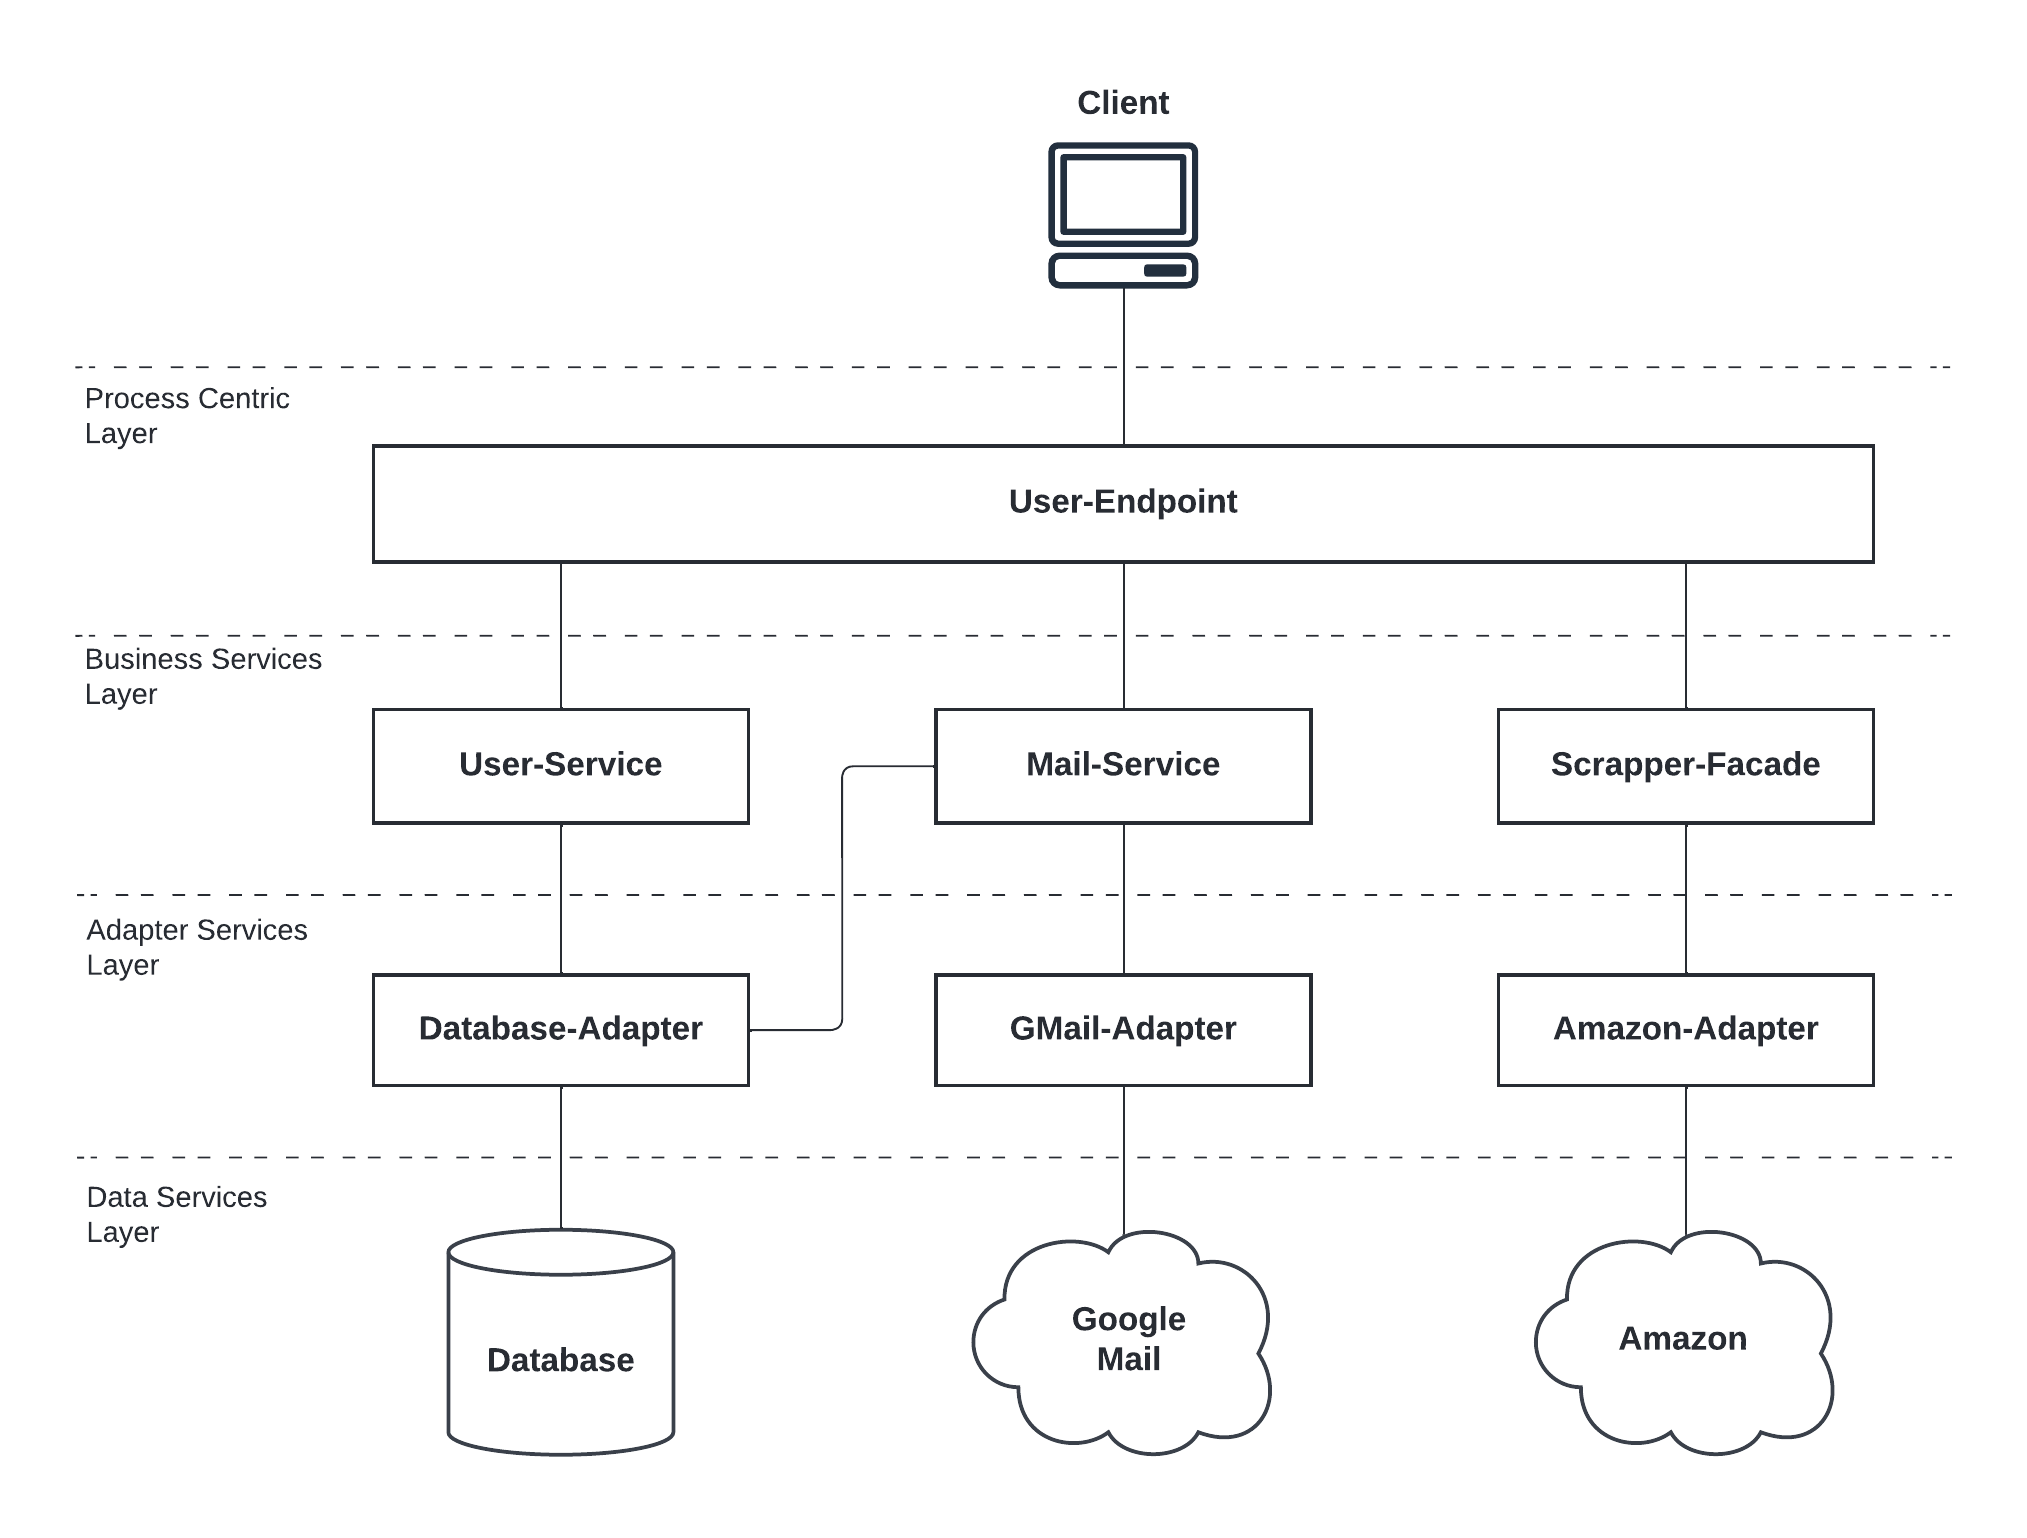 Client
Process Centric
Layer
User-Endpoint
Business Services
Layer
User-Service
Mail-Service
Scrapper-Facade
Adapter Services
Layer
Database-Adapter
GMail-Adapter
Amazon-Adapter
Data Services
Layer
Database
Google
Mail
Amazon